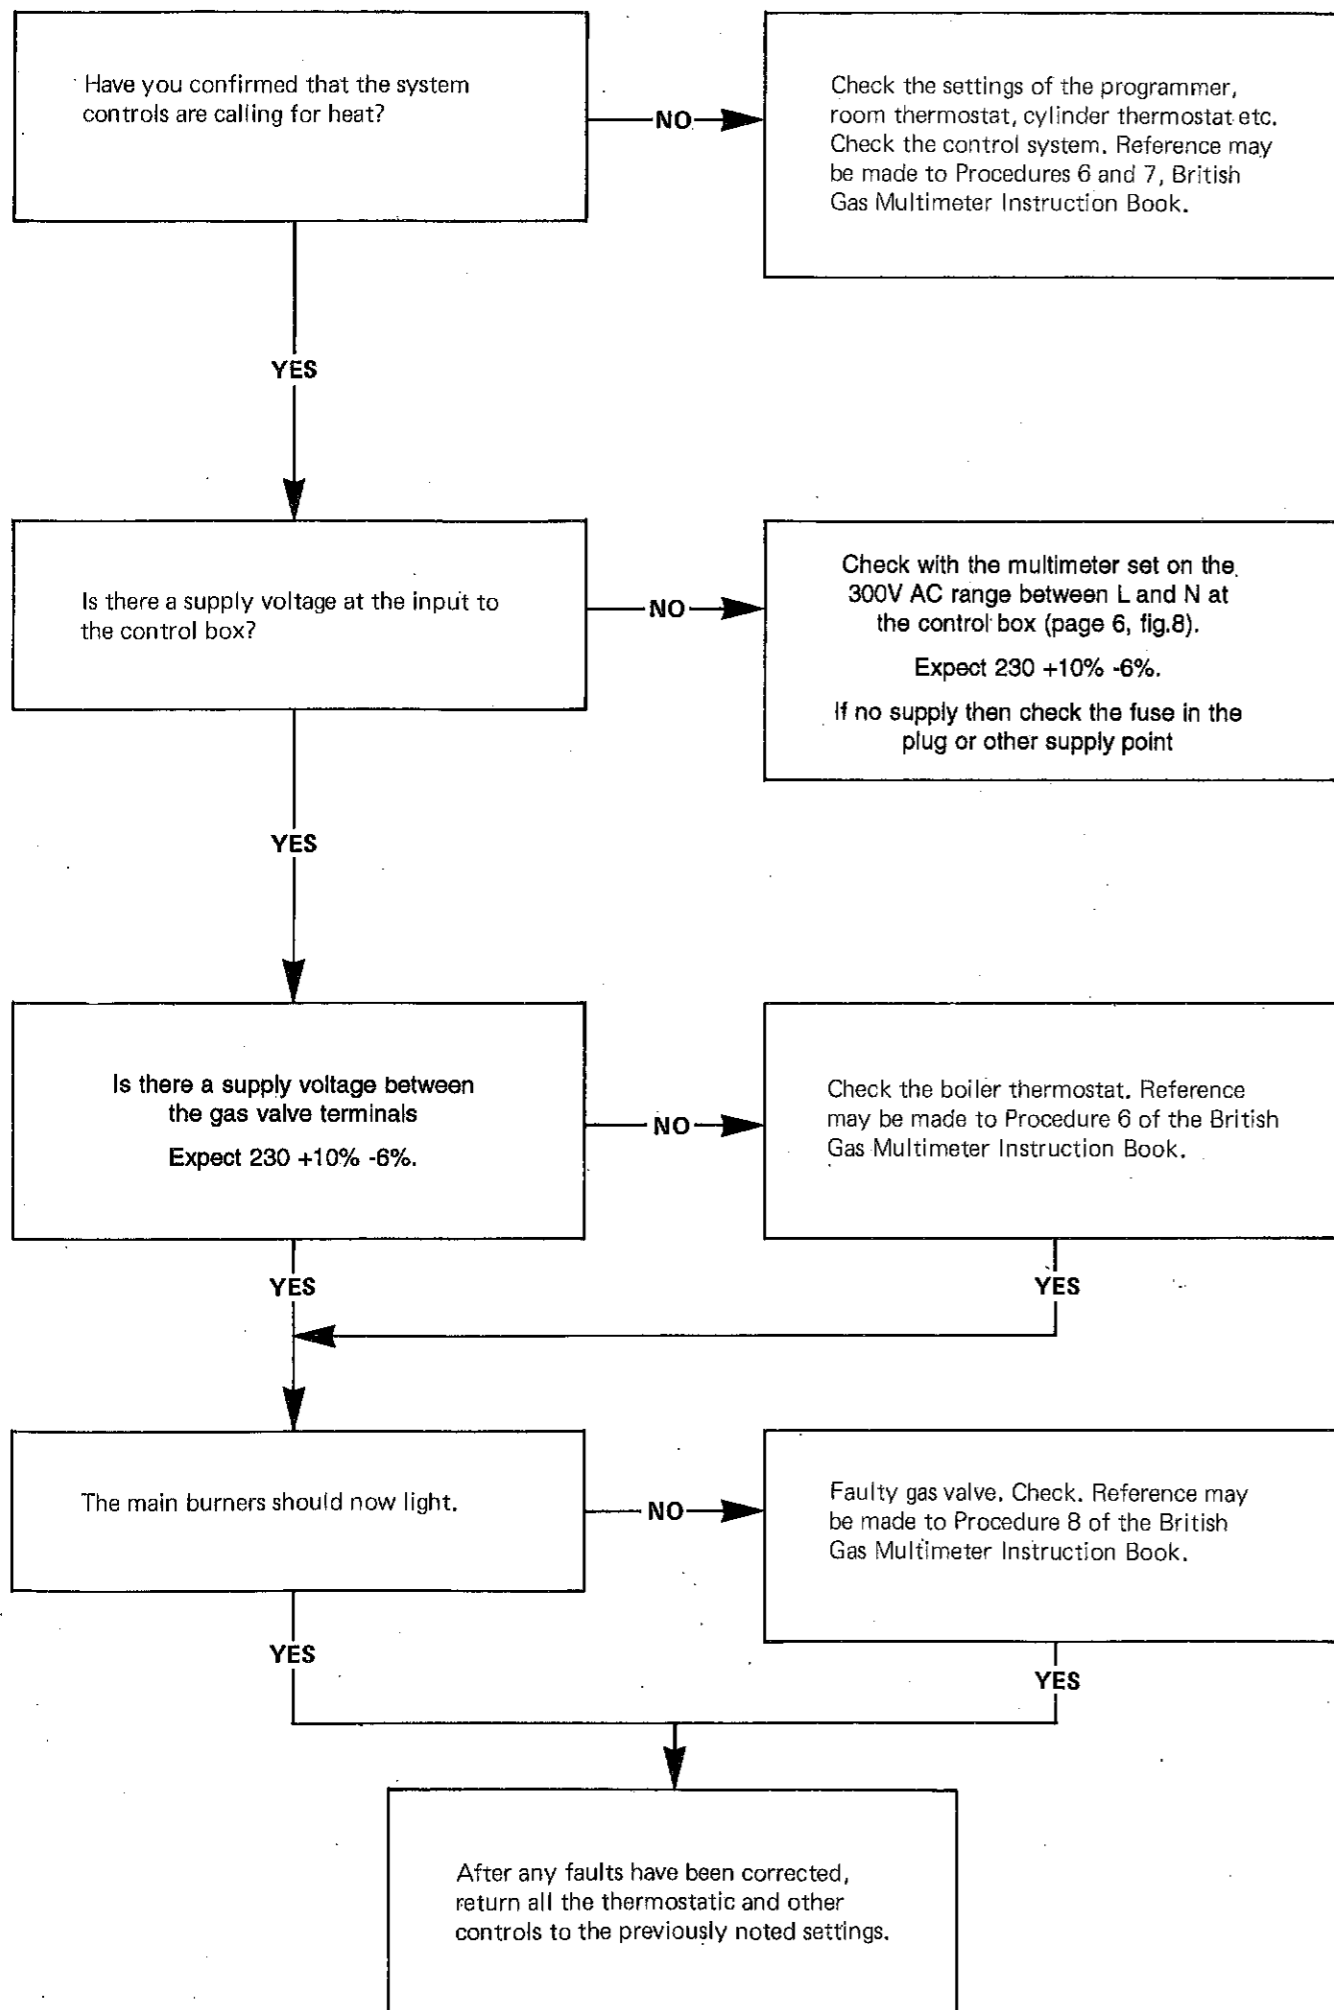 Have you confirmed that the system
controls are calling for heat?
NO
Check the settings of the programmer,
room thermostat, cylinder thermostat etc.
Check the control system. Reference may
be made to Procedures 6 and 7, British
Gas Multimeter Instruction Book.
YES
Is there a supply voltage at the input to
the control box?
NO
Check with the multimeter set on the
300V AC range between L and N at
the control box (page 6, fig.8).
Expect 230 +10% -6%.
If no supply then check the fuse in the
plug or other supply point
YES
Is there a supply voltage between
the gas valve terminals
Expect 230 +10% -6%.
NO
Check the boiler thermostat. Reference
may be made to Procedure 6 of the British
Gas Multimeter Instruction Book.
YES
YES
The main burners should now light.
NO
Faulty gas valve. Check. Reference may
be made to Procedure 8 of the British
Gas Multimeter Instruction Book.
YES
YES
After any faults have been corrected,
return all the thermostatic and other
controls to the previously noted settings.